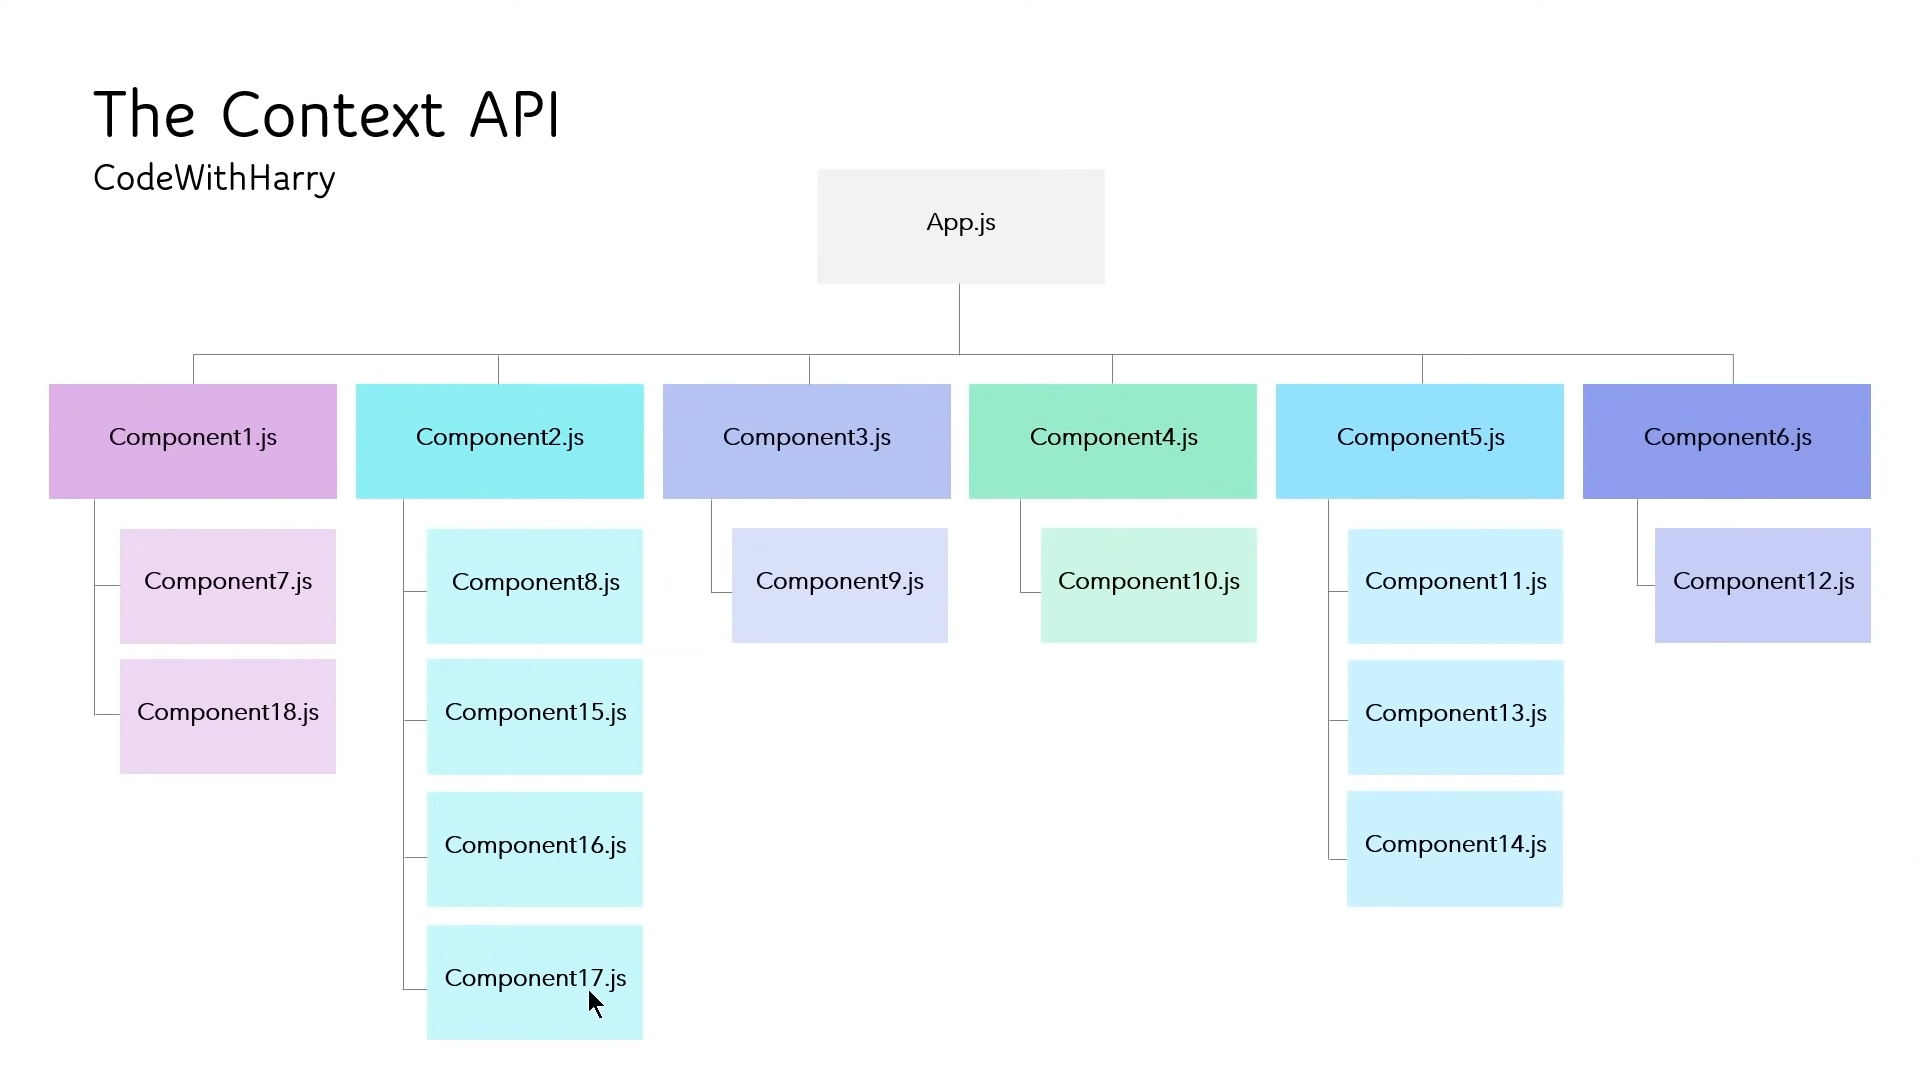 The Context API
CodeWithHarry
App.js
Component1.js
Component2.js
Component3.js
Component4.js
Component5.js
Component6.js
Component7.js
Component8.js
Component9.js
Component10.js
Component11.js
Component12.js
Component18.js
Component15.js
Component13.js
Component16.js
Component14.js
Component17.js